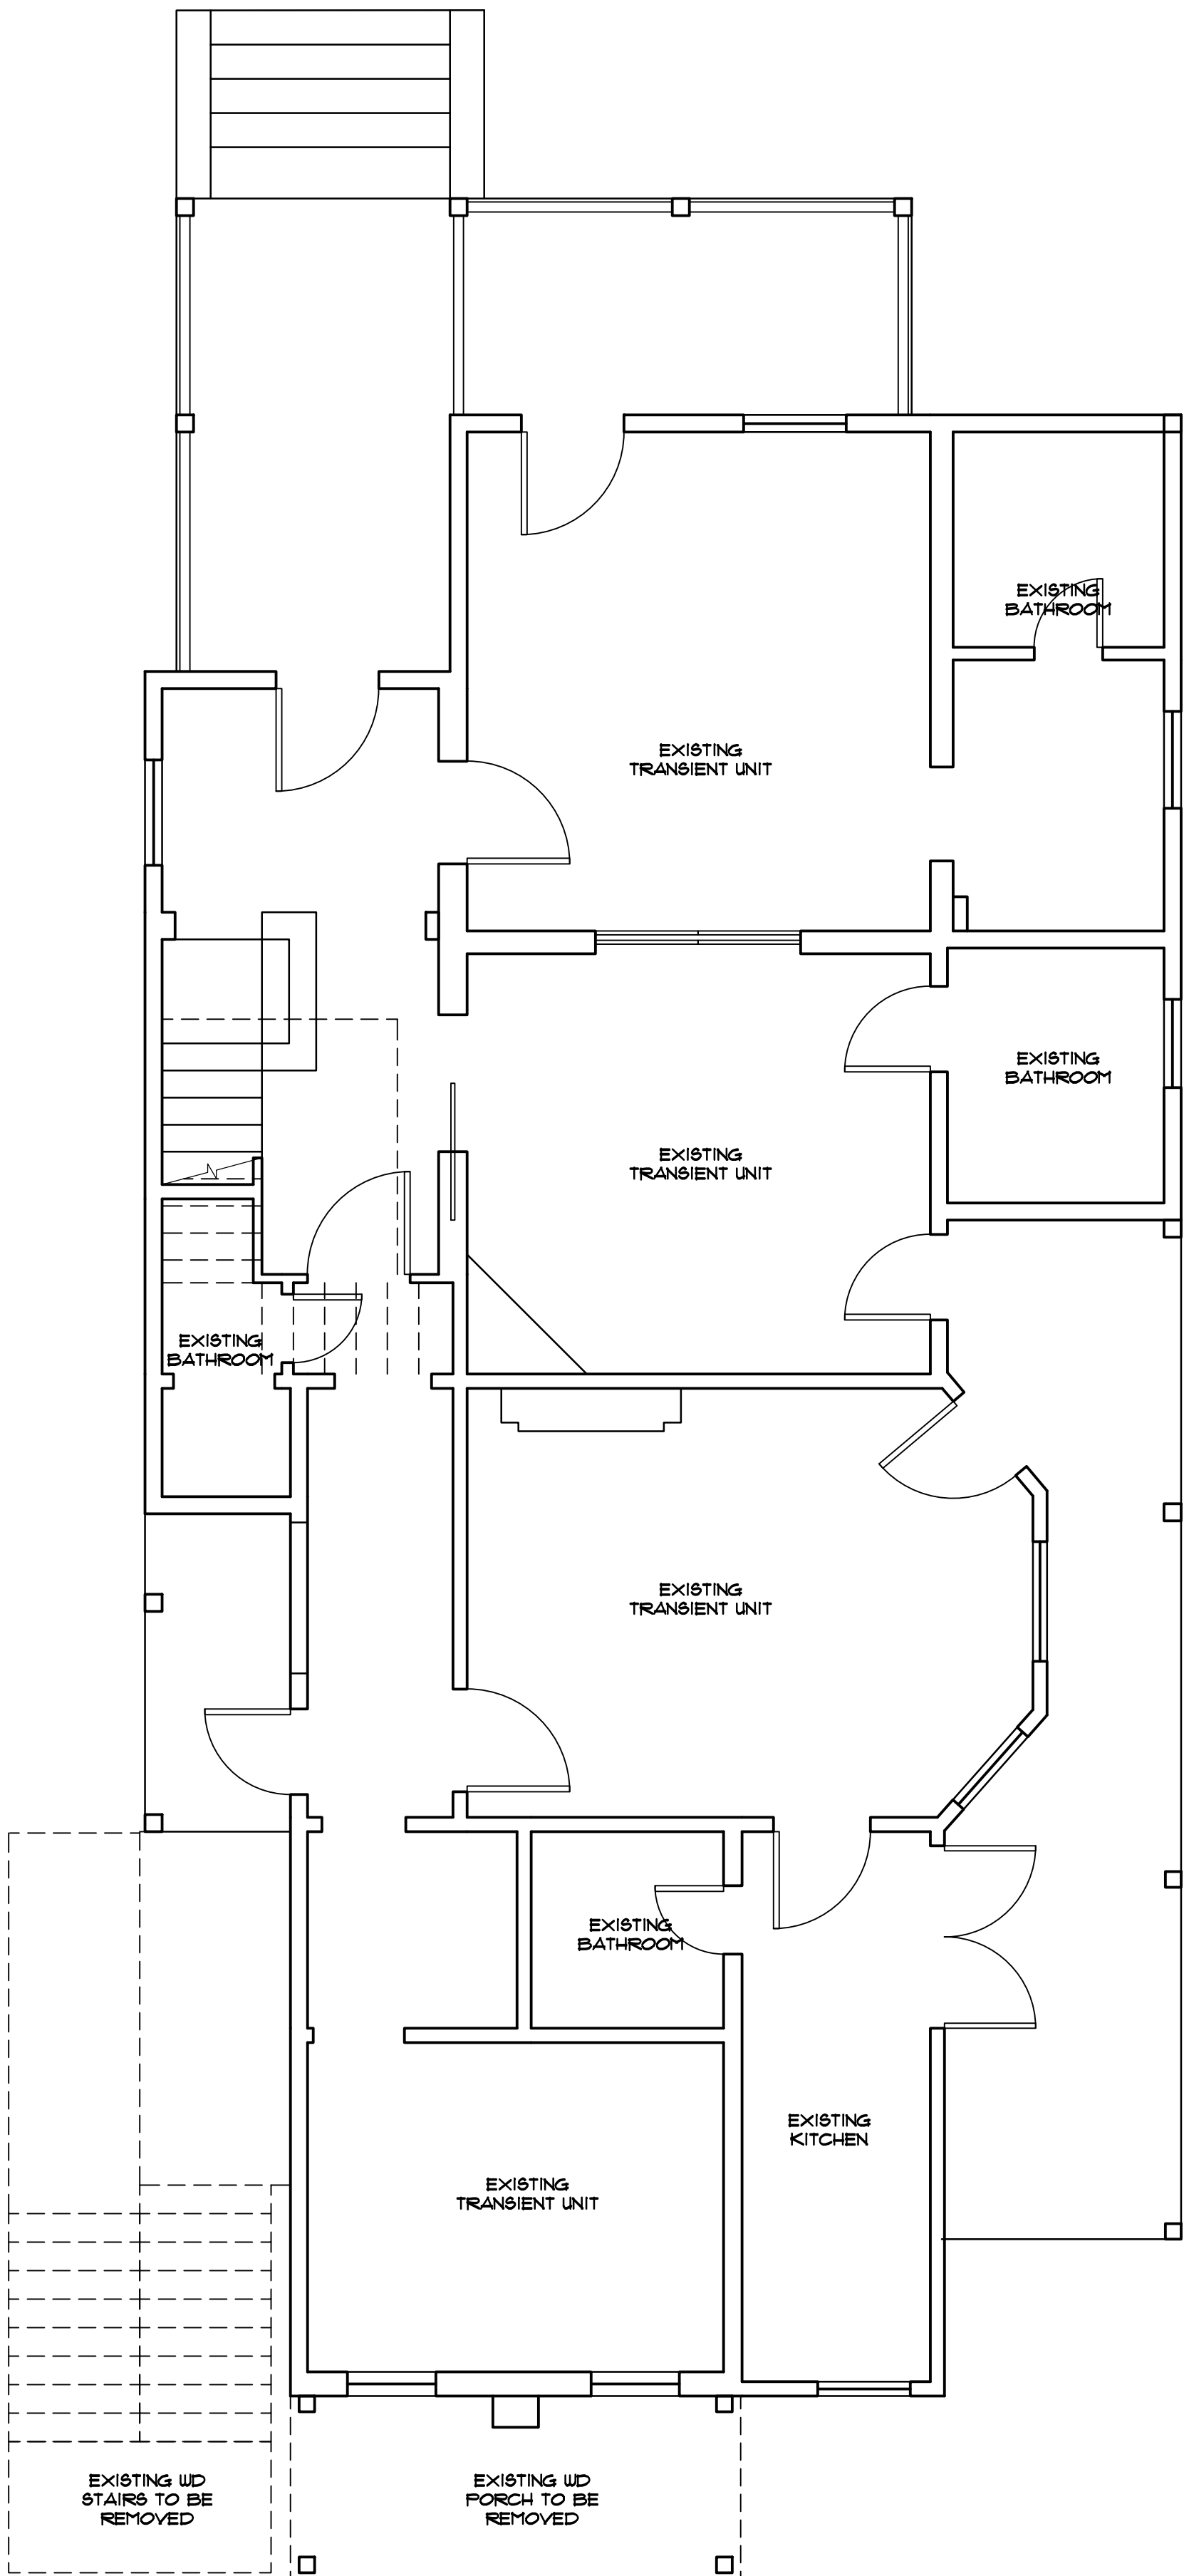 EXISTING
BATHROOM
EXISTING
TRANSIENT UNIT
EXISTING
BATHROOM
EXISTING
TRANSIENT UNIT
EXISTING
BATHROOM
EXISTING
TRANSIENT UNIT
EXISTING
BATHROOM
EXISTING
KITCHEN
EXISTING
TRANSIENT UNIT
EXISTING WD
STAIRS TO BE
REMOVED
EXISTING WD
PORCH TO BE
REMOVED